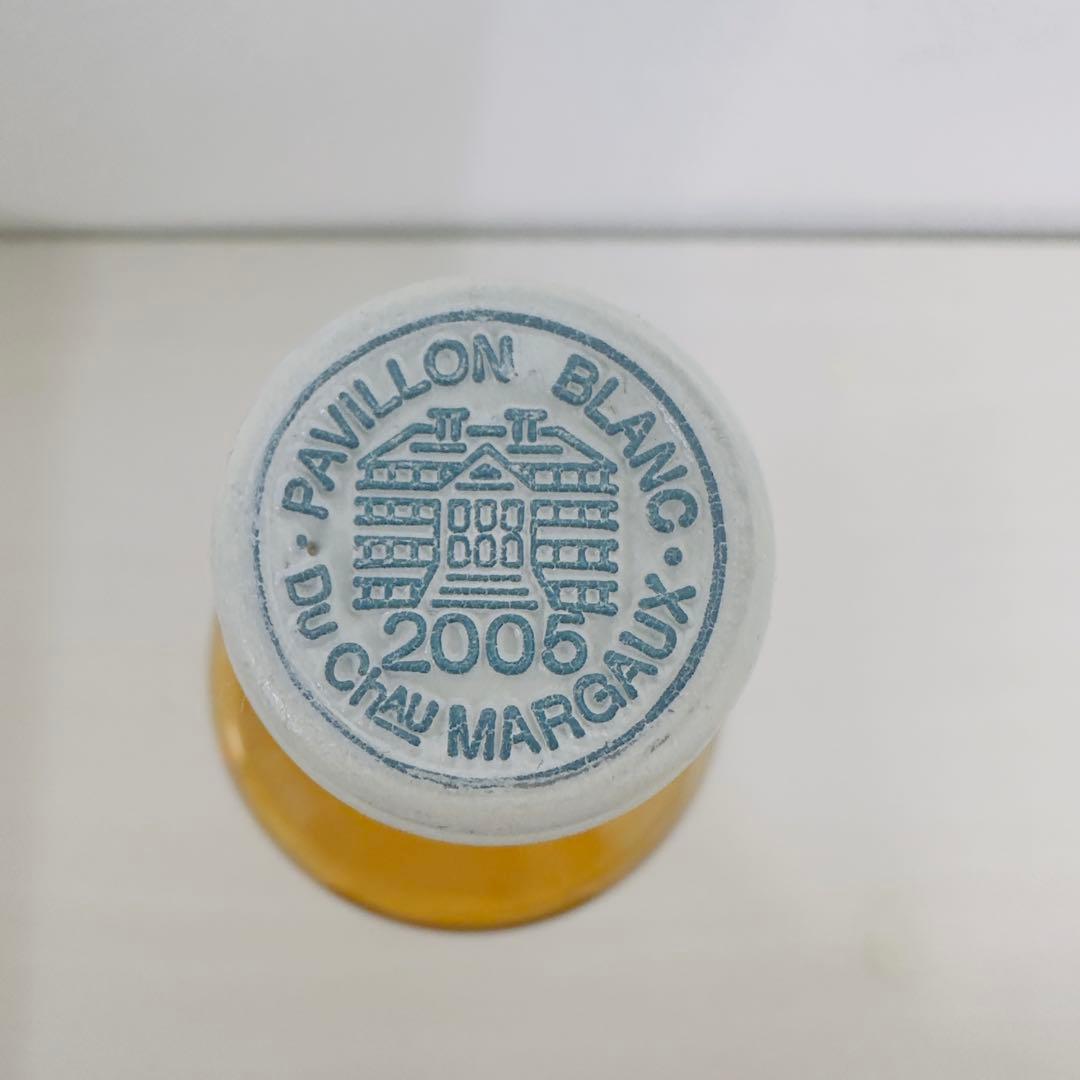 · PAVILLON BLANC ·
DU Chau MARGAUX
2005